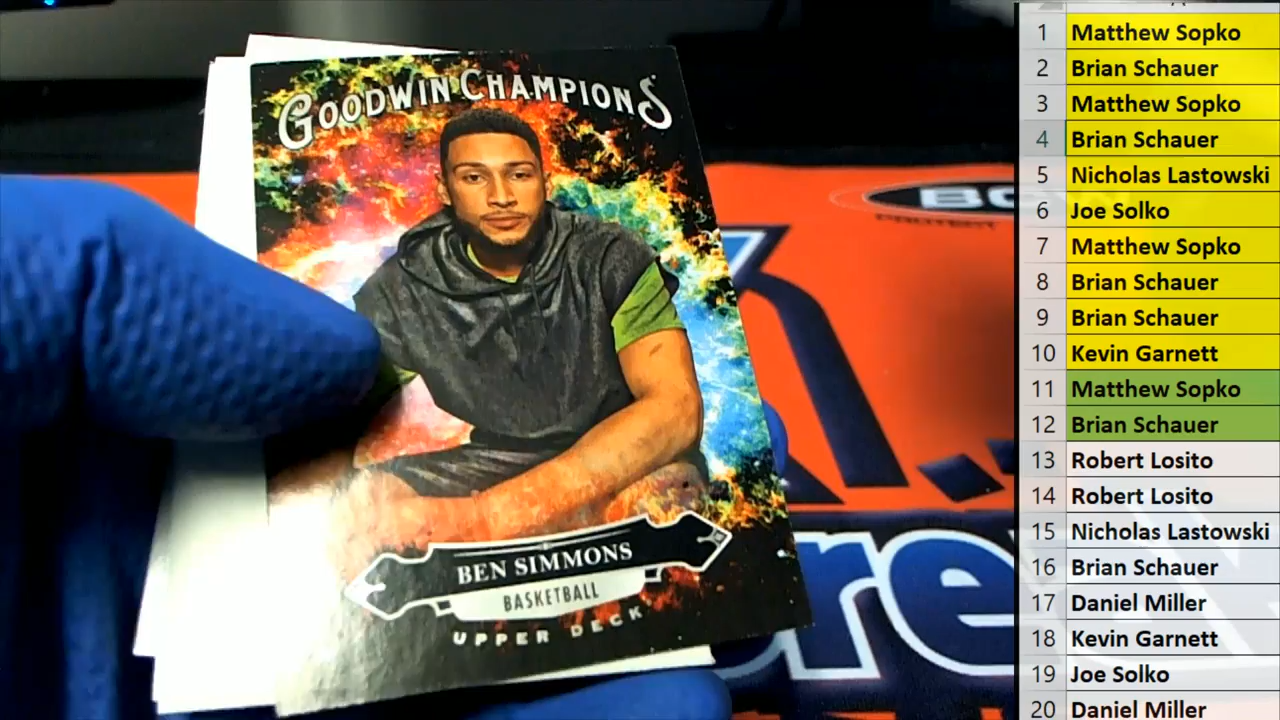 GOODWIN CHAMPIONS
BEN SIMMONS
BASKETBALL
UPPER DECK
1 Matthew Sopko
2 Brian Schauer
3 Matthew Sopko
4 Brian Schauer
5 Nicholas Lastowski
6 Joe Solko
7 Matthew Sopko
8 Brian Schauer
9 Brian Schauer
10 Kevin Garnett
11 Matthew Sopko
12 Brian Schauer
13 Robert Losito
14 Robert Losito
15 Nicholas Lastowski
16 Brian Schauer
17 Daniel Miller
18 Kevin Garnett
19 Joe Solko
20 Daniel Miller